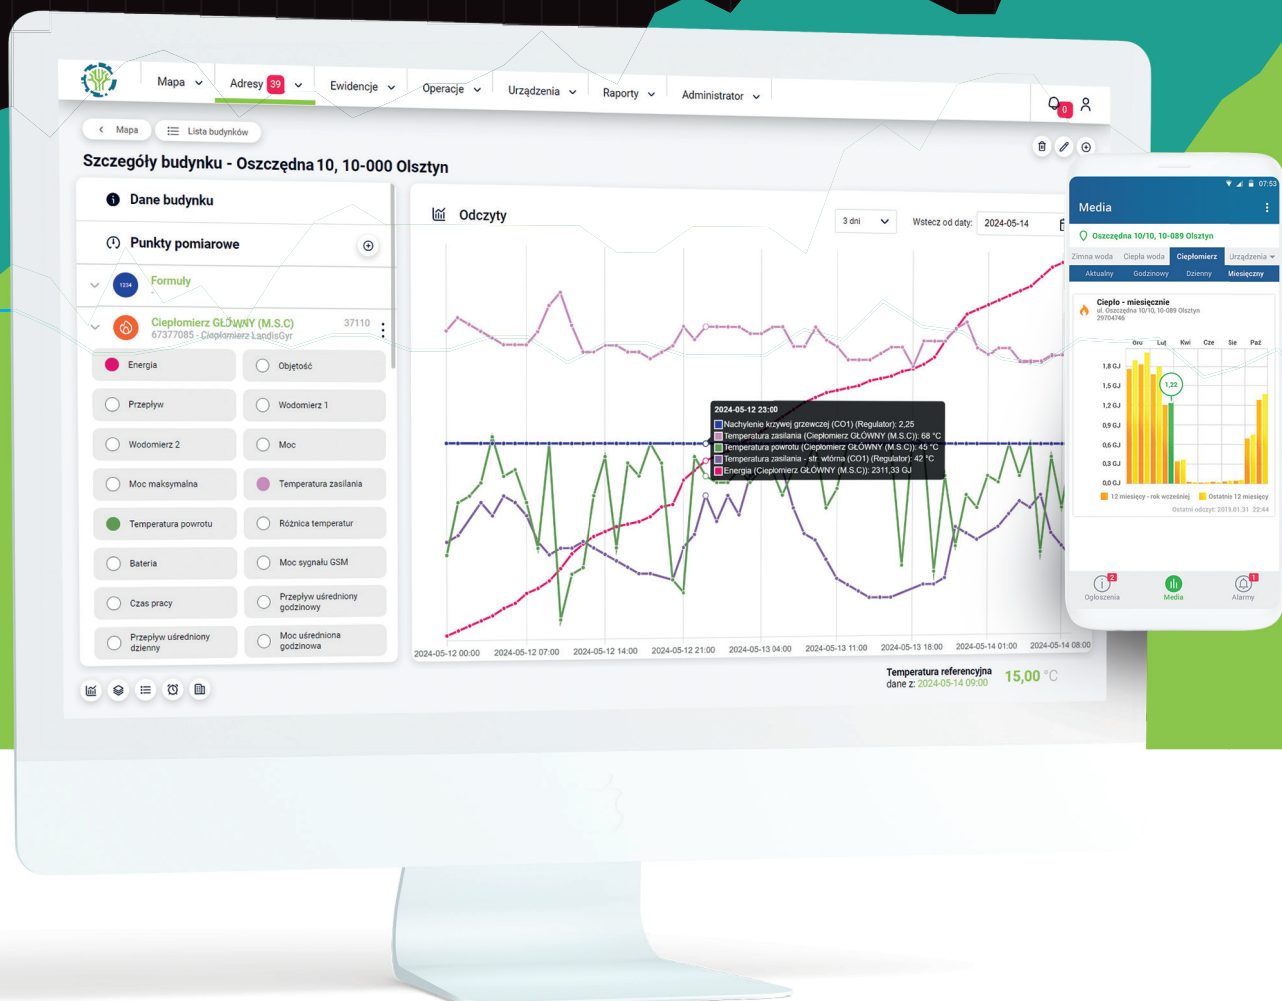 Mapa
Adresy 39
Ewidencje
Operacje
Urządzenia
Raporty
Administrator
0
Mapa
Lista budynków
Szczegóły budynku - Oszczędna 10, 10-000 Olsztyn
Dane budynku
Punkty pomiarowe
1234
Formuły
-
Ciepłomierz GŁÓWNY (M.S.C)
37110
67377085 - Ciepłomierz LandisGyr
Energia
Objętość
Przepływ
Wodomierz 1
Wodomierz 2
Moc
Moc maksymalna
Temperatura zasilania
Temperatura powrotu
Różnica temperatur
Bateria
Moc sygnału GSM
Czas pracy
Przepływ uśredniony
godzinowy
Przepływ uśredniony
dzienny
Moc uśredniona
godzinowa
Odczyty
3 dni
Wstecz od daty:
2024-05-14
2024-05-12 23:00
Nachylenie krzywej grzewczej (CO1) (Regulator): 2,25
Temperatura zasilania (Ciepłomierz GŁÓWNY (M.S.C)): 68 °C
Temperatura powrotu (Ciepłomierz GŁÓWNY (M.S.C)): 45 °C
Temperatura zasilania - str. wtórna (CO1) (Regulator): 42 °C
Energia (Ciepłomierz GŁÓWNY (M.S.C)): 2311,33 GJ
2024-05-12 00:00
2024-05-12 07:00
2024-05-12 14:00
2024-05-12 21:00
2024-05-13 04:00
2024-05-13 11:00
2024-05-13 18:00
2024-05-14 01:00
2024-05-14 08:00
Temperatura referencyjna
dane z: 2024-05-14 09:00
15,00 °C
07:53
Media
Oszczędna 10/10, 10-089 Olsztyn
Zimna woda
Ciepła woda
Ciepłomierz
Urządzenia
Aktualny
Godzinowy
Dzienny
Miesięczny
Ciepło - miesięcznie
ul. Oszczędna 10/10, 10-089 Olsztyn
29704745
Gru
Lut
Kwi
Cze
Sie
Paź
1,8 GJ
1,5 GJ
1,2 GJ
0,9 GJ
0,6 GJ
0,3 GJ
0,0 GJ
1,22
12 miesięcy - rok wcześniej
Ostatnie 12 miesięcy
Ostatni odczyt: 2019.01.31 22:44
2
Ogłoszenia
Media
1
Alarmy